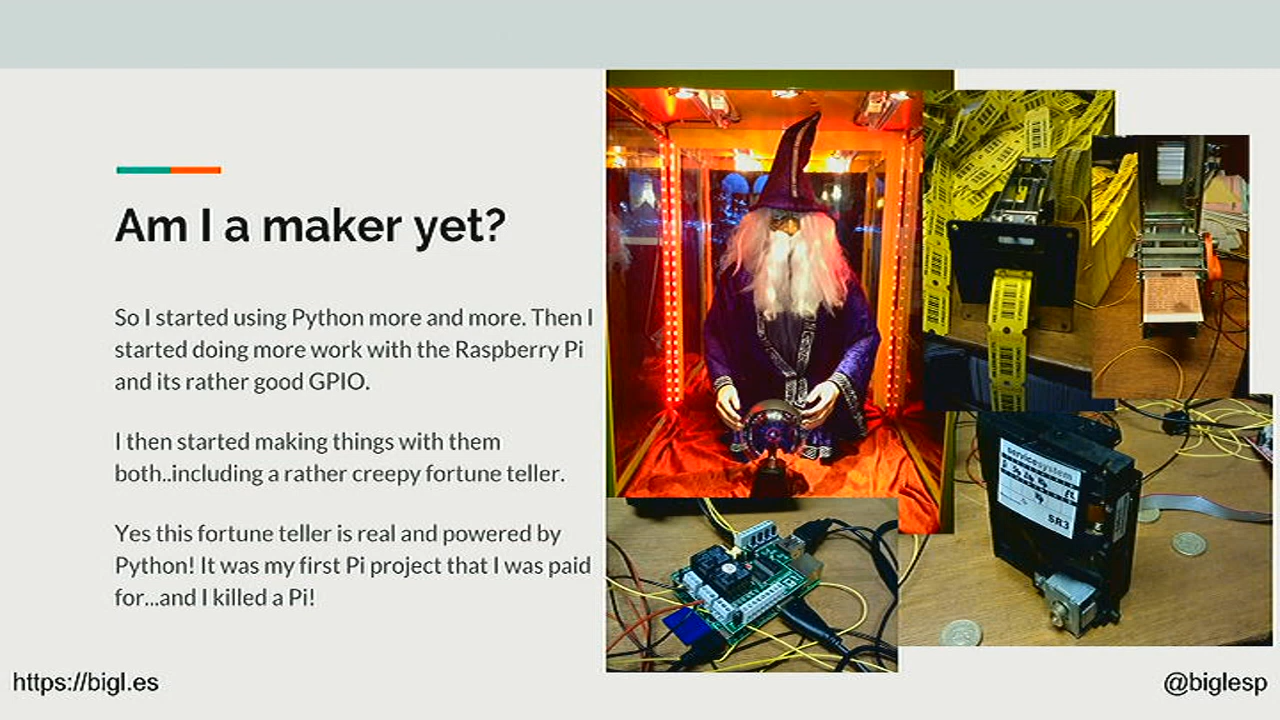 Am I a maker yet?
So I started using Python more and more. Then I
started doing more work with the Raspberry Pi
and its rather good GPIO.
I then started making things with them
both..including a rather creepy fortune teller.
Yes this fortune teller is real and powered by
Python! It was my first Pi project that I was paid
for...and I killed a Pi!
servicesystem
SR3
https://bigl.es
@biglesp